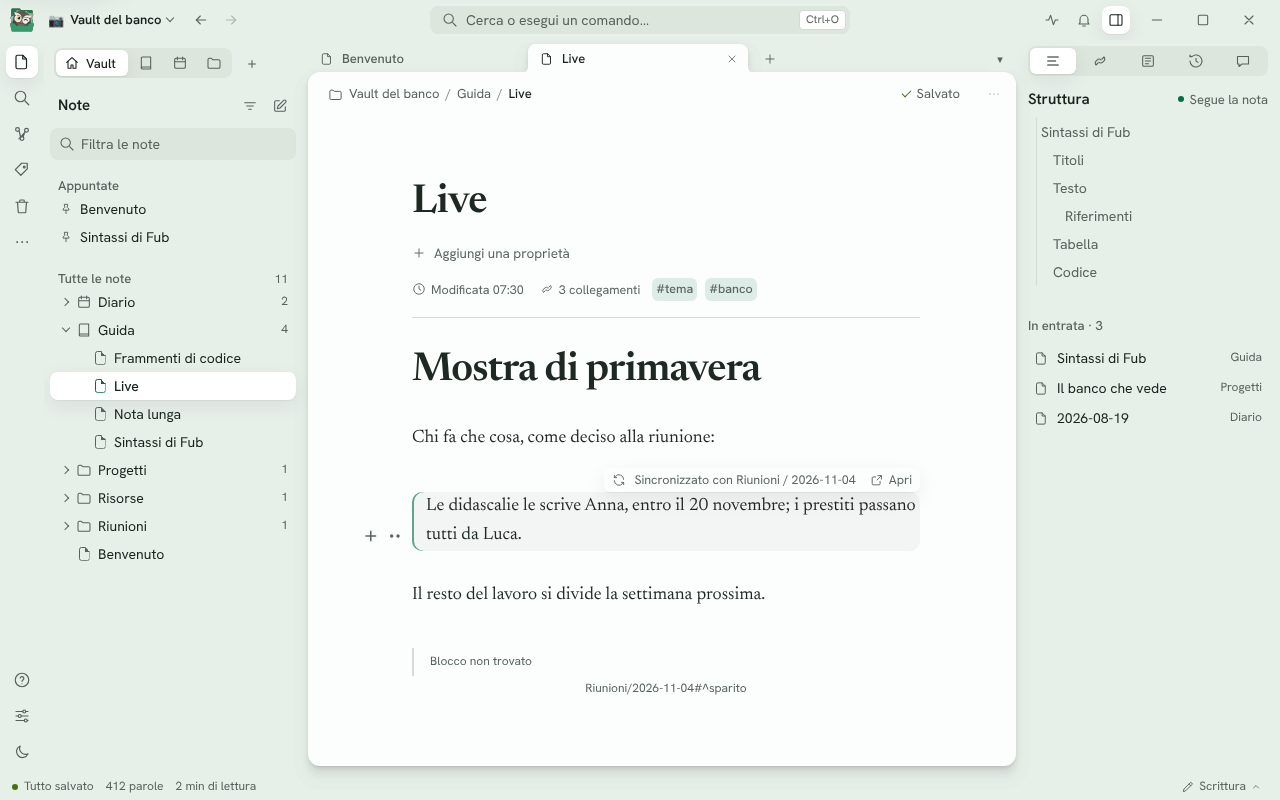 Vault del banco
Cerca o esegui un comando…
Ctrl+O
Vault
Benvenuto
Live
Note
Filtra le note
Appuntate
Benvenuto
Sintassi di Fub
Tutte le note 11
Diario 2
Guida 4
Frammenti di codice
Live
Nota lunga
Sintassi di Fub
Progetti 1
Risorse 1
Riunioni 1
Benvenuto
Vault del banco / Guida / Live
Salvato
Live
Aggiungi una proprietà
Modificata 07:30
3 collegamenti
#tema
#banco
Mostra di primavera
Chi fa che cosa, come deciso alla riunione:
Sincronizzato con Riunioni / 2026-11-04
Apri
Le didascalie le scrive Anna, entro il 20 novembre; i prestiti passano
tutti da Luca.
Il resto del lavoro si divide la settimana prossima.
Blocco non trovato
Riunioni/2026-11-04#^sparito
Struttura
Segue la nota
Sintassi di Fub
Titoli
Testo
Riferimenti
Tabella
Codice
In entrata · 3
Sintassi di Fub Guida
Il banco che vede Progetti
2026-08-19 Diario
Tutto salvato
412 parole
2 min di lettura
Scrittura